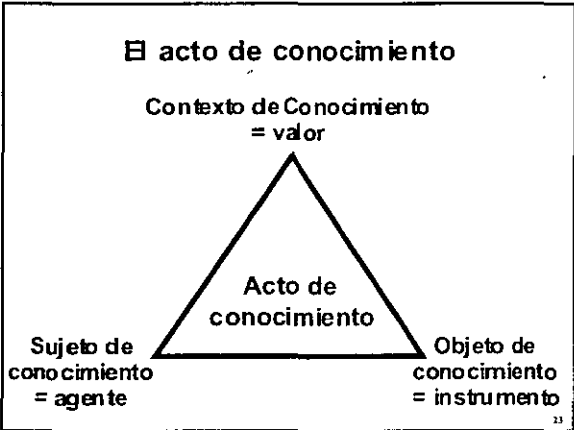 El acto de conocimiento
Contexto de Conocimiento
= valor
Acto de
conocimiento
Sujeto de
conocimiento
= agente
Objeto de
conocimiento
= instrumento
23